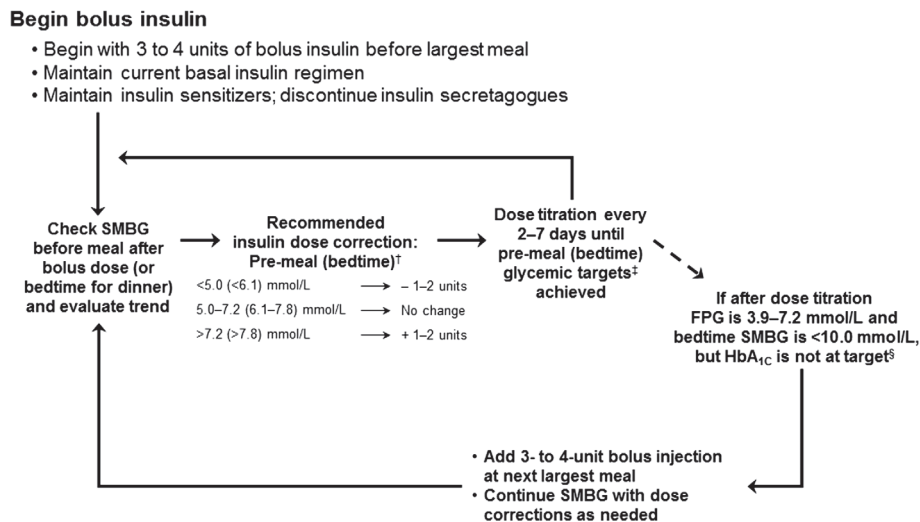 Begin bolus insulin
• Begin with 3 to 4 units of bolus insulin before largest meal
• Maintain current basal insulin regimen
• Maintain insulin sensitizers; discontinue insulin secretagogues
Check SMBG
before meal after
bolus dose (or
bedtime for dinner)
and evaluate trend
Recommended
insulin dose correction:
Pre-meal (bedtime)†
<5.0 (<6.1) mmol/L → – 1–2 units
5.0–7.2 (6.1–7.8) mmol/L → No change
>7.2 (>7.8) mmol/L → + 1–2 units
Dose titration every
2–7 days until
pre-meal (bedtime)
glycemic targets‡
achieved
If after dose titration
FPG is 3.9–7.2 mmol/L and
bedtime SMBG is <10.0 mmol/L,
but HbA1C is not at target§
• Add 3- to 4-unit bolus injection
at next largest meal
• Continue SMBG with dose
corrections as needed